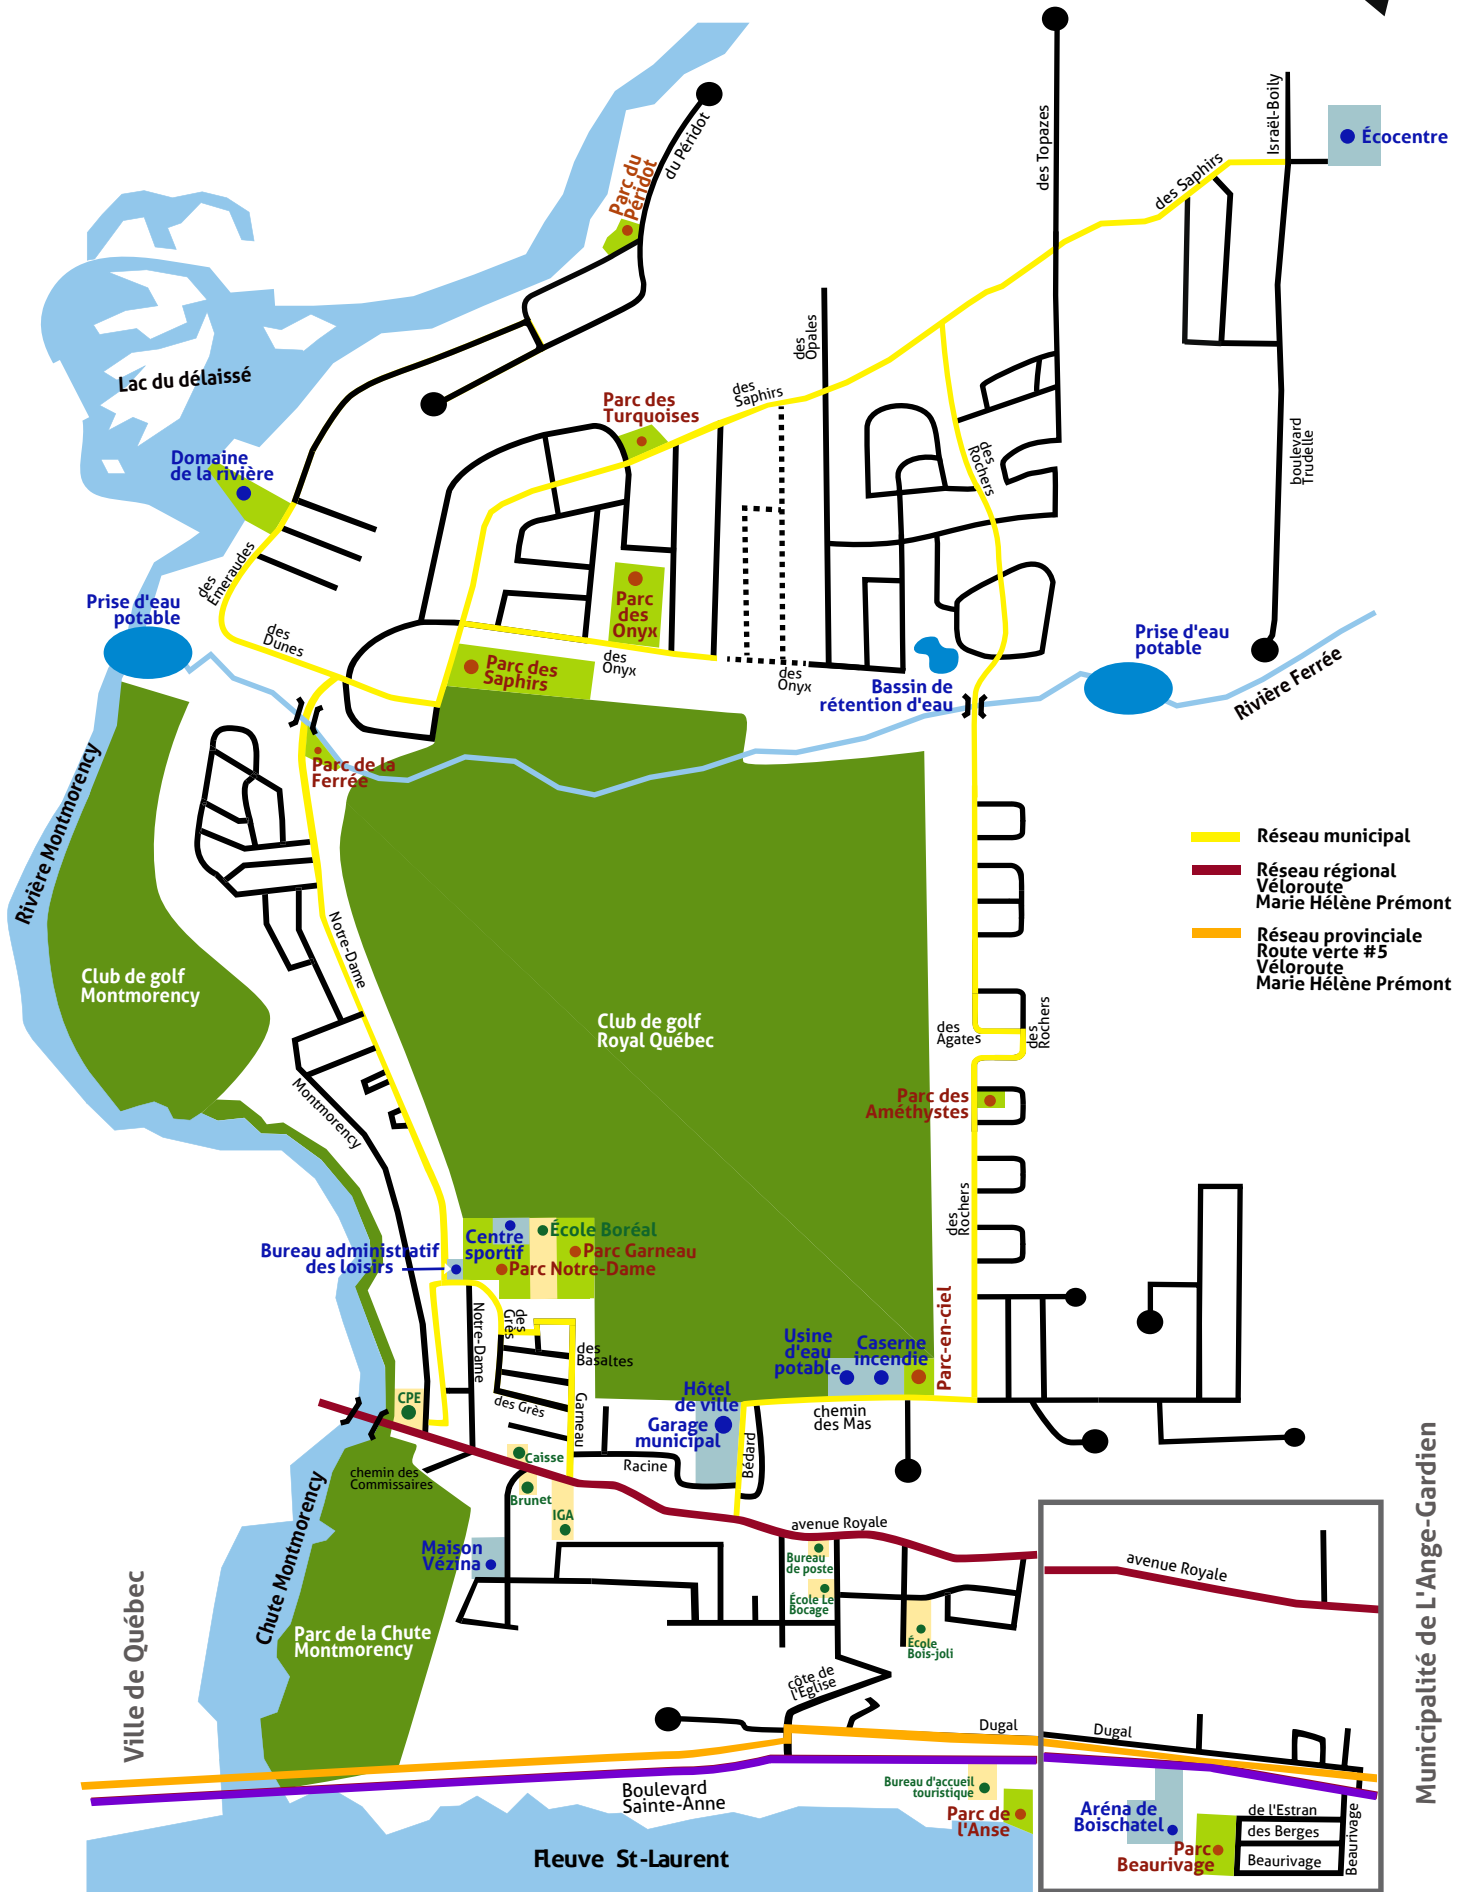 des Topazes
Israël-Boily
Écocentre
du Péridot
Parc du
Péridot
des Saphirs
des
Opales
Lac du délaissé
Parc des
Turquoises
des
Saphirs
boulevard
Trudelle
des
Rochers
Domaine
de la rivière
des
Émeraudes
Prise d'eau
potable
des
Dunes
Parc
des
Onyx
Parc des
Saphirs
des
Onyx
des
Onyx
Bassin de
rétention d'eau
Prise d'eau
potable
Rivière Ferrée
Parc de la
Ferrée
Rivière Montmorency
Réseau municipal
Réseau régional
Véloroute
Marie Hélène Prémont
Réseau provinciale
Route verte #5
Véloroute
Marie Hélène Prémont
Notre-Dame
Club de golf
Montmorency
Club de golf
Royal Québec
des
Agates
des
Rochers
Montmorency
Parc des
Améthystes
des
Rochers
Bureau administratif
des loisirs
Centre
sportif
École Boréal
Parc Garneau
Parc Notre-Dame
Notre-Dame
des
Grès
des
Basaltes
des Grès
Garneau
Usine
d'eau
potable
Caserne
incendie
Parc-en-ciel
Hôtel
de ville
Garage
municipal
chemin
des Mas
Bédard
CPE
Caisse
Racine
chemin des
Commissaires
Brunet
IGA
avenue Royale
Maison
Vézina
Bureau
de poste
École Le
Bocage
École
Bois-joli
Chute Montmorency
Parc de la Chute
Montmorency
Ville de Québec
côte de
l'Église
Dugal
Boulevard
Sainte-Anne
Bureau d'accueil
touristique
Parc de
l'Anse
Fleuve St-Laurent
avenue Royale
Dugal
Aréna de
Boischatel
Parc
Beaurivage
de l'Estran
des Berges
Beaurivage
Beaurivage
Municipalité de L'Ange-Gardien